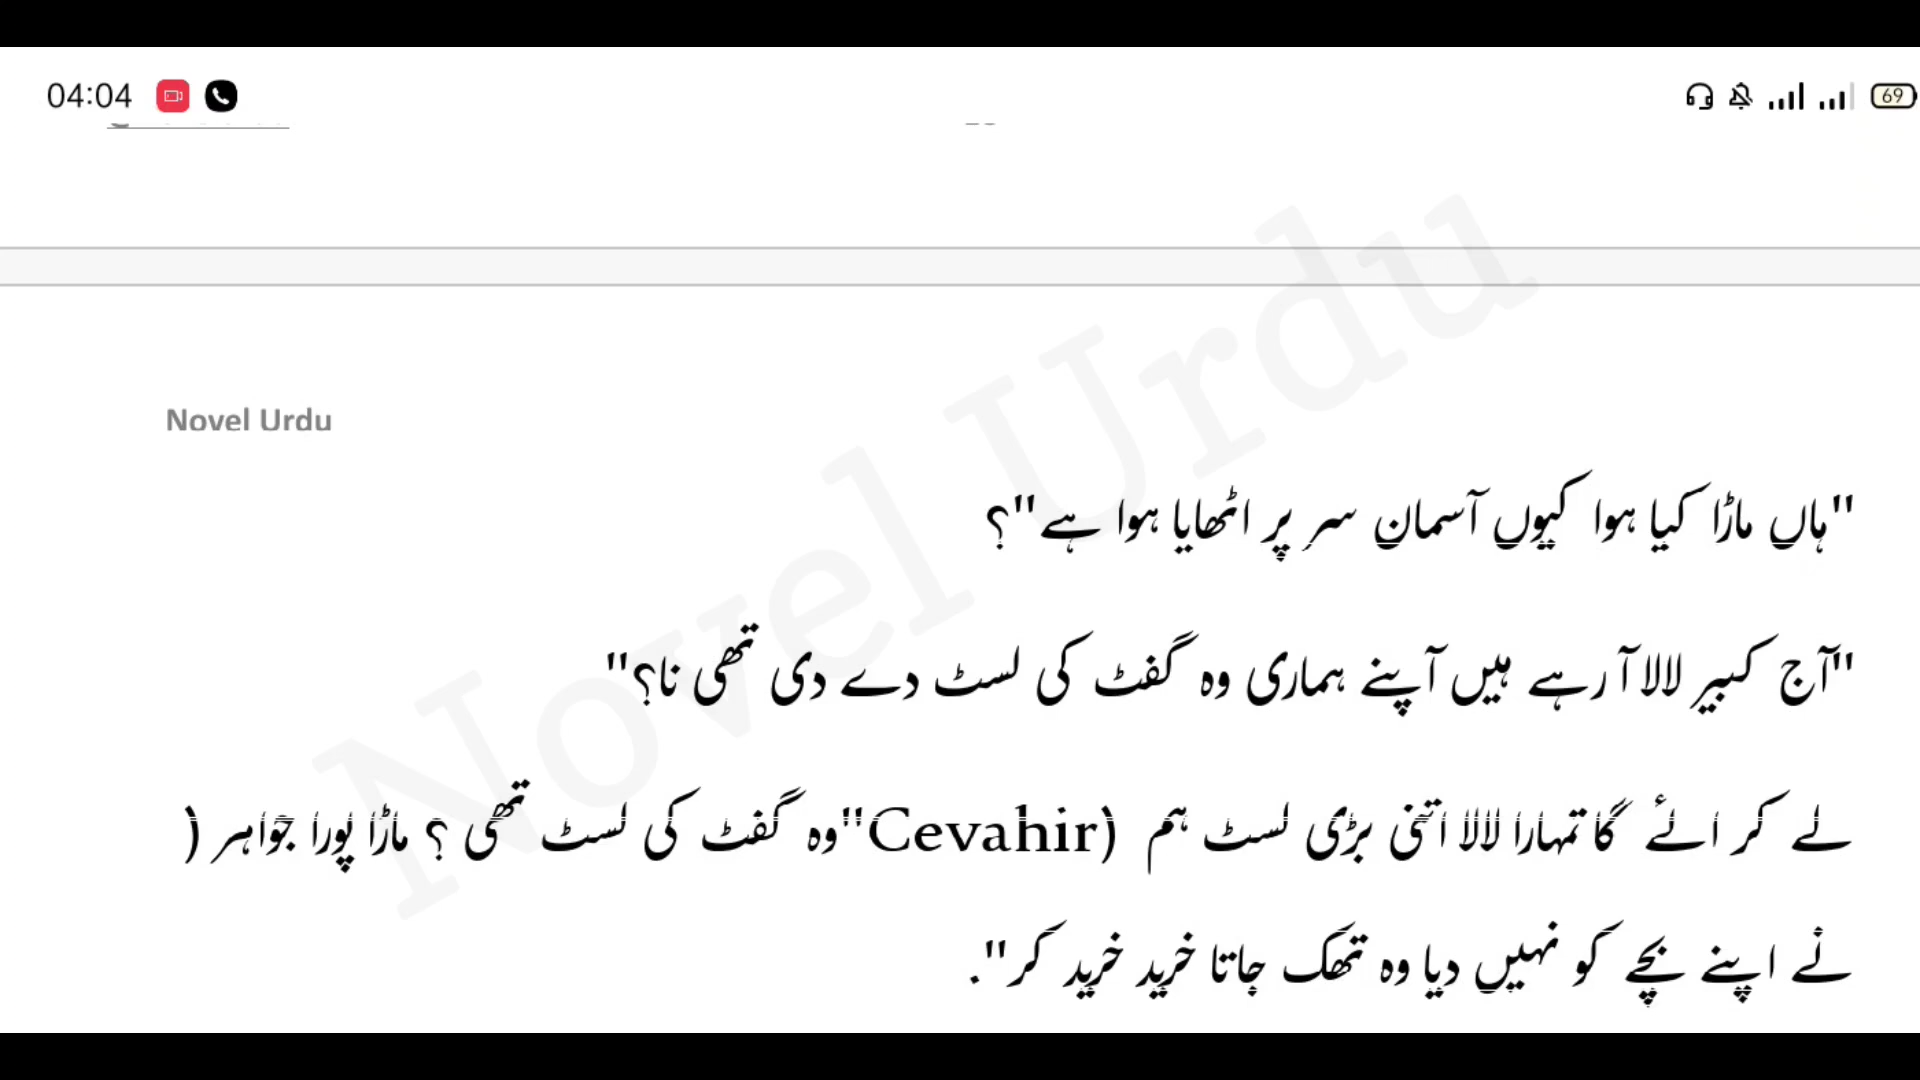 04:04
69
Novel Urdu
"ہاں ماڑا کیا ہوا کیوں آسمان سر پر اٹھایا ہوا ہے"؟
"آج کبیر لالا آ رہے ہیں آپنے ہماری وہ گفٹ کی لسٹ دے دی تھی نا؟"
لے کر ائے گا تمہارا لالا اتنی بڑی لسٹ ہم (Cevahir"وہ گفٹ کی لسٹ تھی ؟ ماڑا پورا جواہر (
نے اپنے بچے کو نہیں دیا وہ تھک جاتا خرید خرید کر".
Novel Urdu